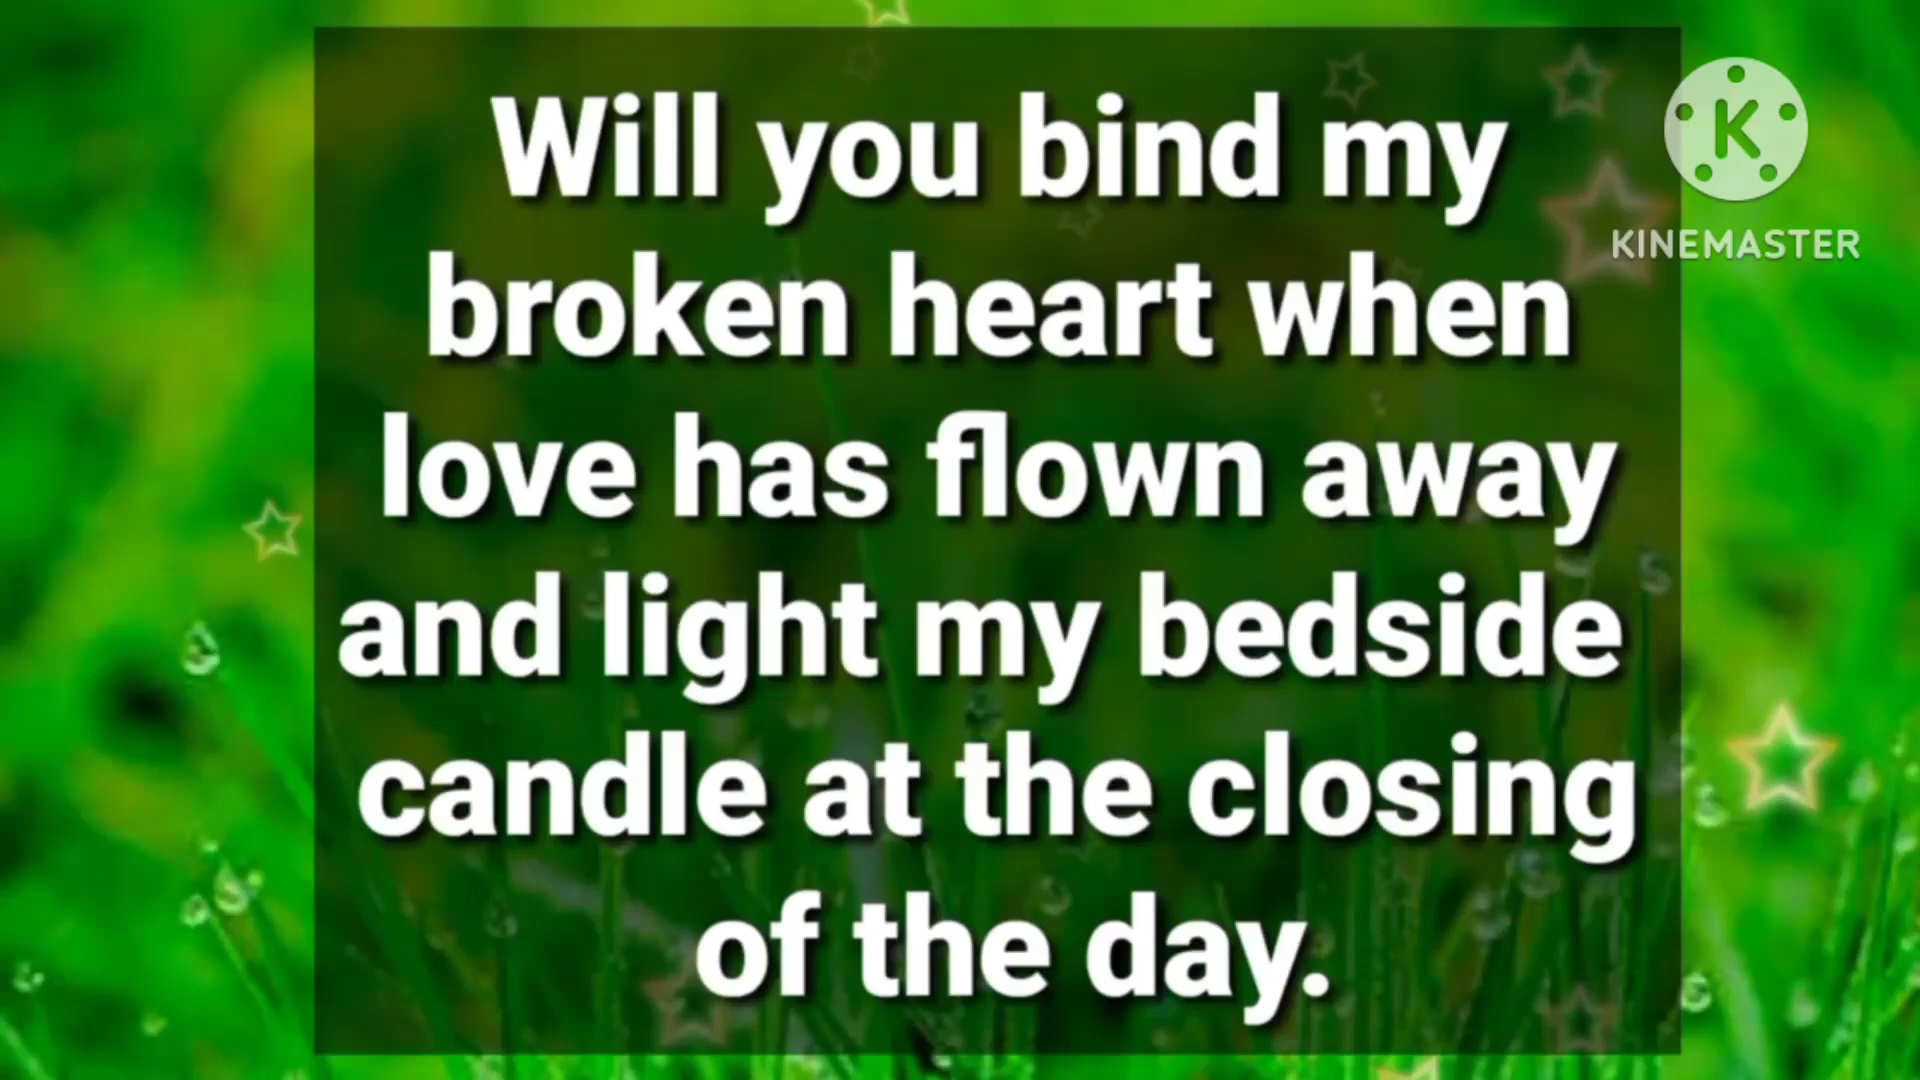 Will you bind my
broken heart when
love has flown away
and light my bedside
candle at the closing
of the day.
K
KINEMASTER